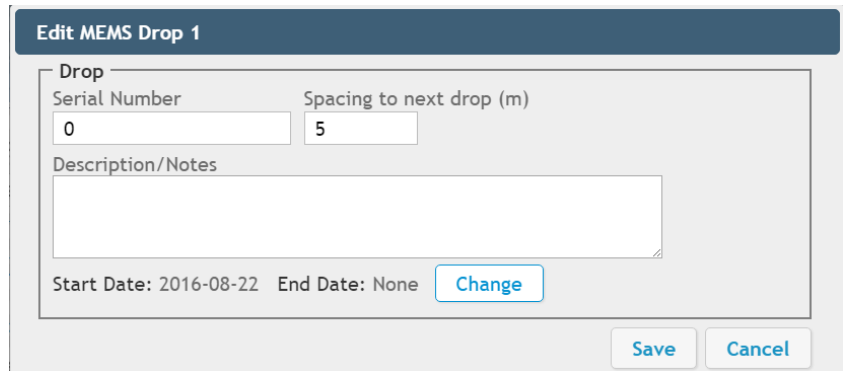 Edit MEMS Drop 1
Drop
Serial Number Spacing to next drop (m)
0 5
Description/Notes
Start Date: 2016-08-22 End Date: None Change
Save Cancel